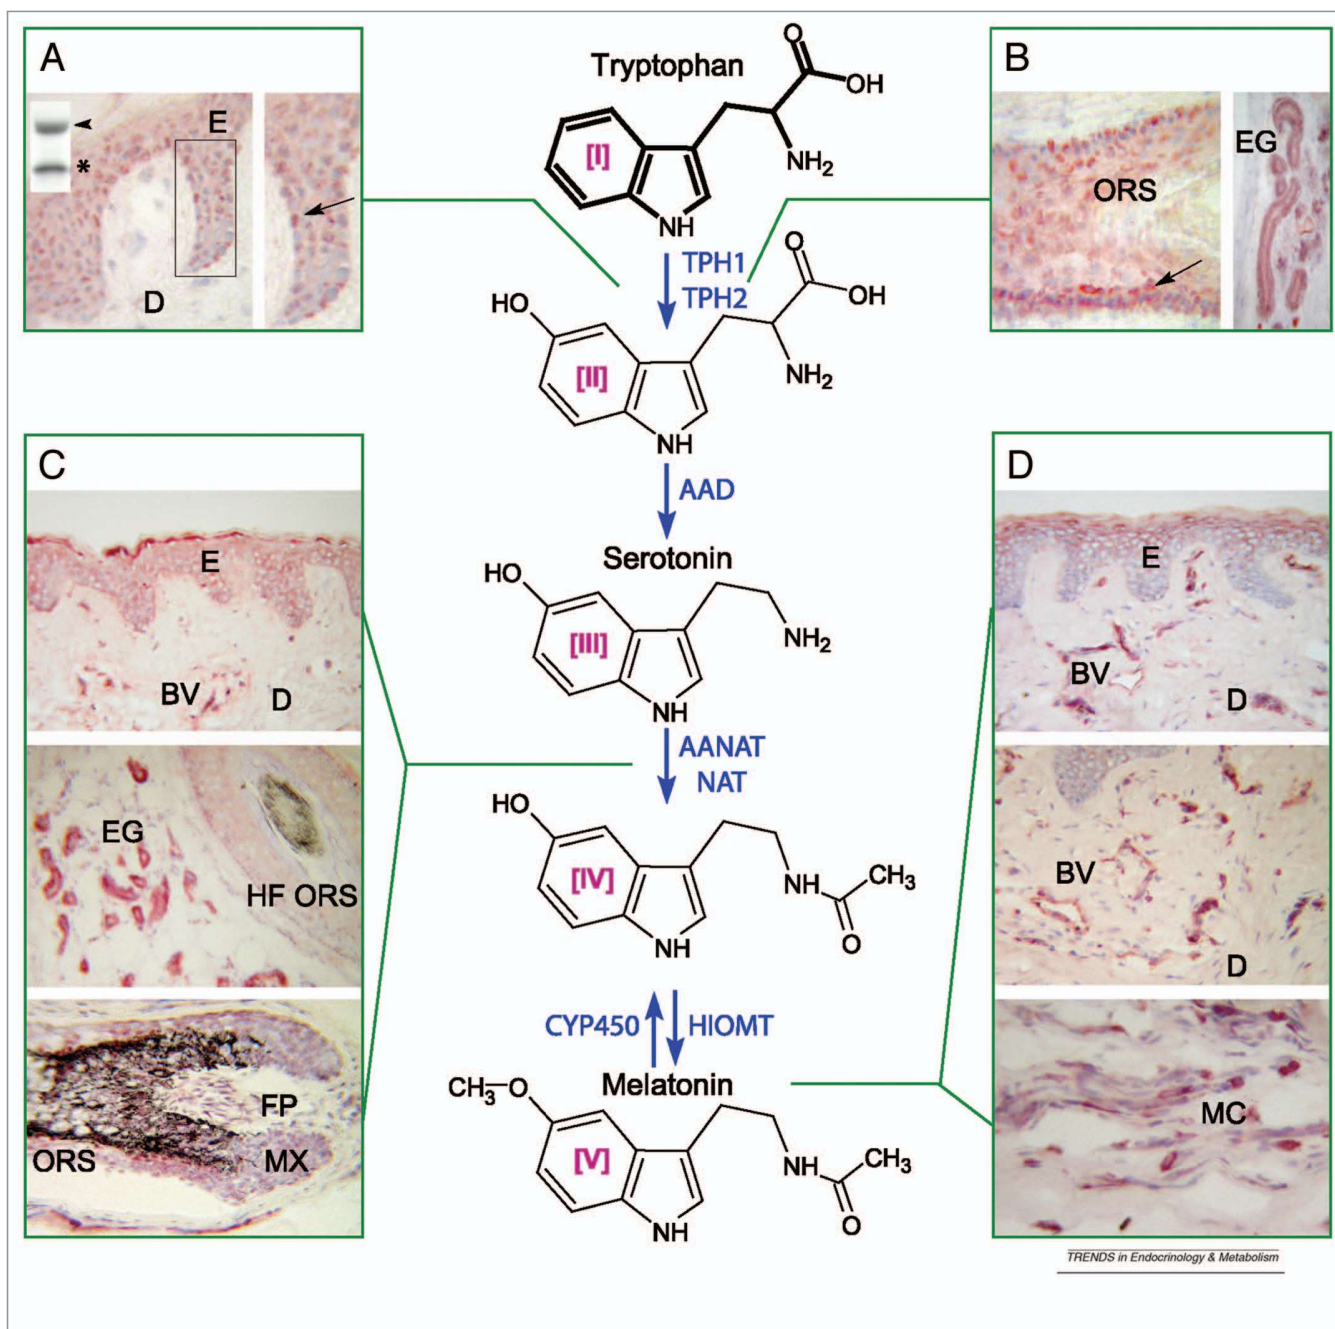 A
E
*
D
Tryptophan
O
OH
[I]
NH₂
NH
B
ORS
EG
TPH1
TPH2
HO
O
OH
[II]
NH₂
NH
AAD
C
E
BV
D
EG
HF ORS
FP
ORS
MX
Serotonin
HO
[III]
NH₂
NH
AANAT
NAT
HO
[IV]
NH
CH₃
O
NH
CYP450
HIOMT
Melatonin
CH₃-O
[V]
NH
CH₃
O
NH
D
E
BV
D
BV
D
MC
TRENDS in Endocrinology & Metabolism